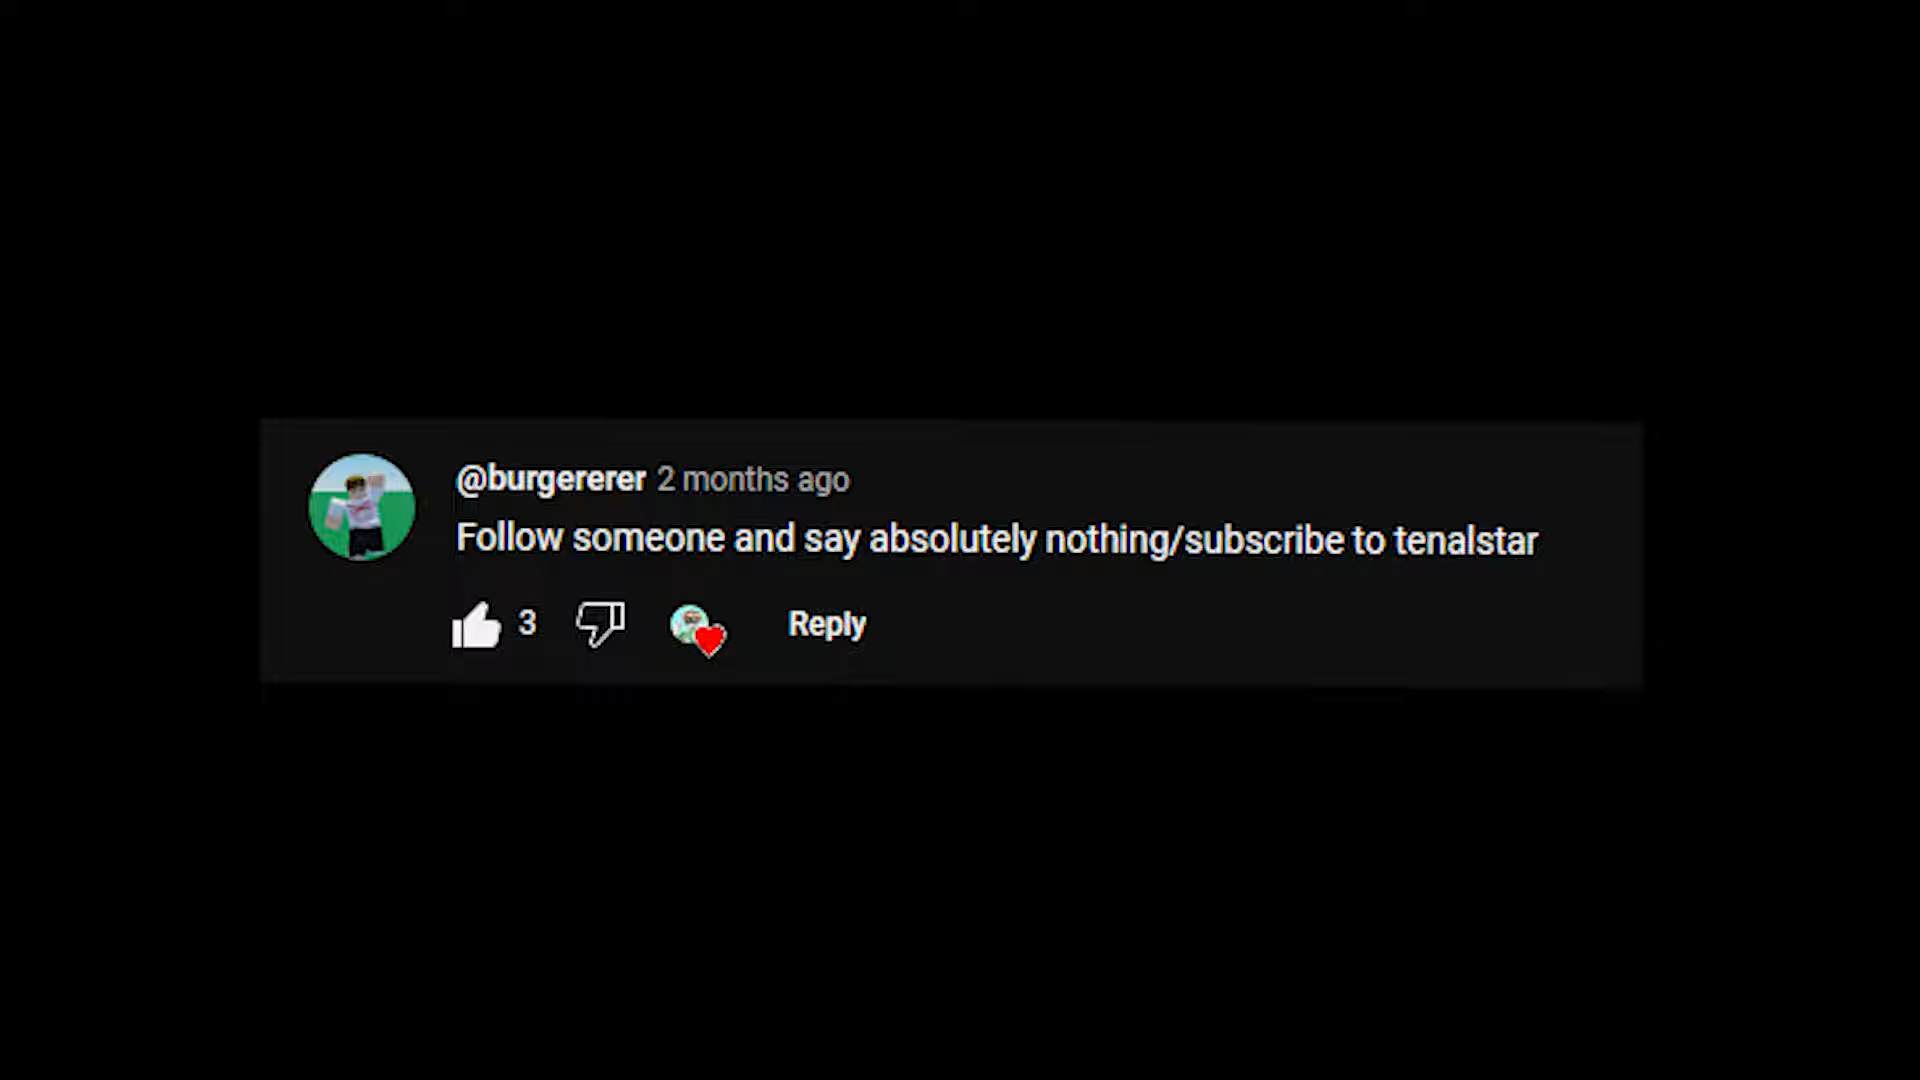 @burgererer 2 months ago
Follow someone and say absolutely nothing/subscribe to tenalstar
3
Reply